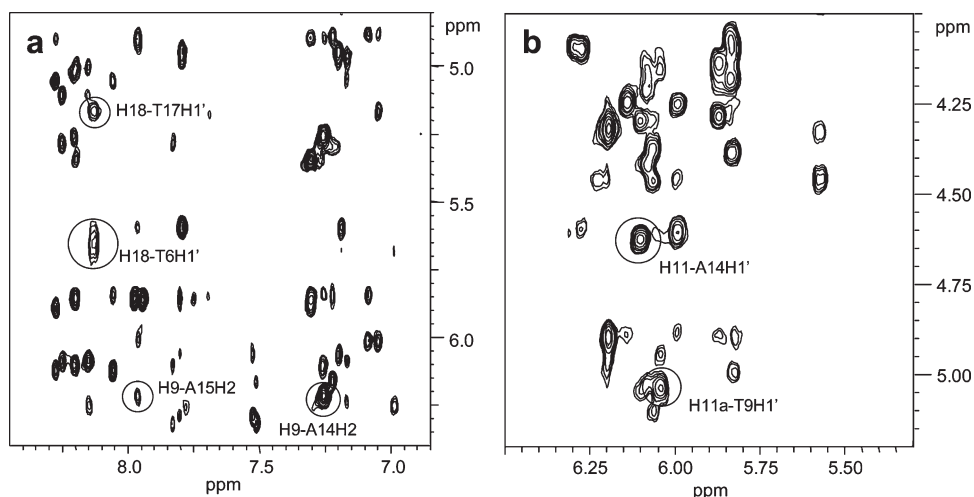 a
ppm
5.0
5.5
6.0
H18-T17H1'
H18-T6H1'
H9-A15H2
H9-A14H2
8.0 7.5 7.0
ppm
b
ppm
4.25
4.50
4.75
5.00
H11-A14H1'
H11a-T9H1'
6.25 6.00 5.75 5.50
ppm